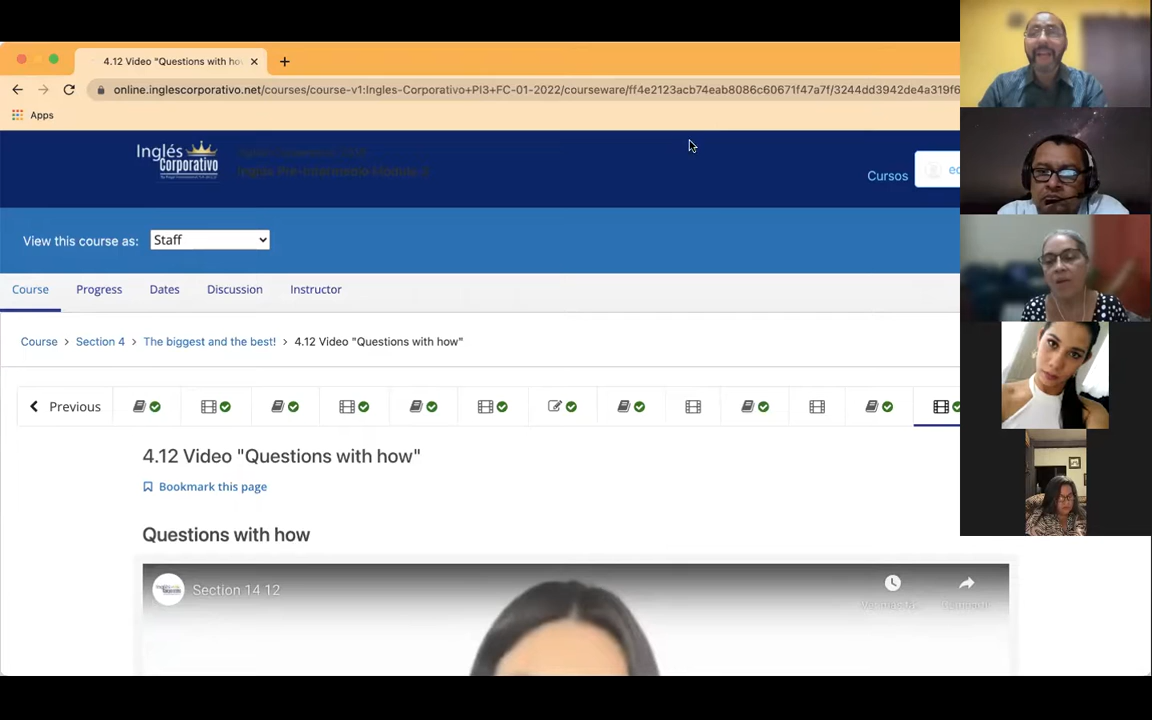 4.12 Video "Questions with ho
online.inglescorporativo.net/courses/course-v1:Ingles-Corporativo+PI3+FC-01-2022/courseware/ff4e2123acb74eab8086c60671f47a7f/3244dd3942de4a319f6
Apps
Inglés
Corporativo
Cursos
View this course as: Staff
Course Progress Dates Discussion Instructor
Course > Section 4 > The biggest and the best! > 4.12 Video "Questions with how"
Previous
4.12 Video "Questions with how"
Bookmark this page
Questions with how
Section 14 12